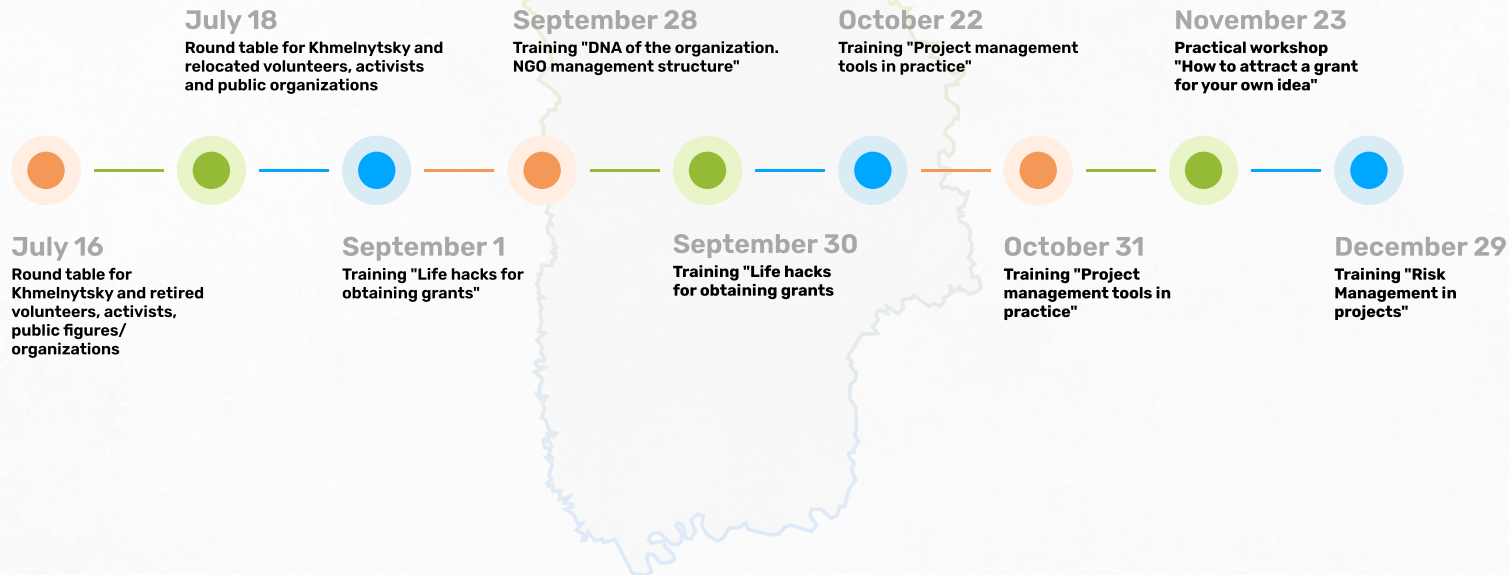 July 18
Round table for Khmelnytsky and
relocated volunteers, activists
and public organizations
September 28
Training "DNA of the organization.
NGO management structure"
October 22
Training "Project management
tools in practice"
November 23
Practical workshop
"How to attract a grant
for your own idea"
July 16
Round table for
Khmelnytsky and retired
volunteers, activists,
public figures/
organizations
September 1
Training "Life hacks for
obtaining grants"
September 30
Training "Life hacks
for obtaining grants
October 31
Training "Project
management tools in
practice"
December 29
Training "Risk
Management in
projects"